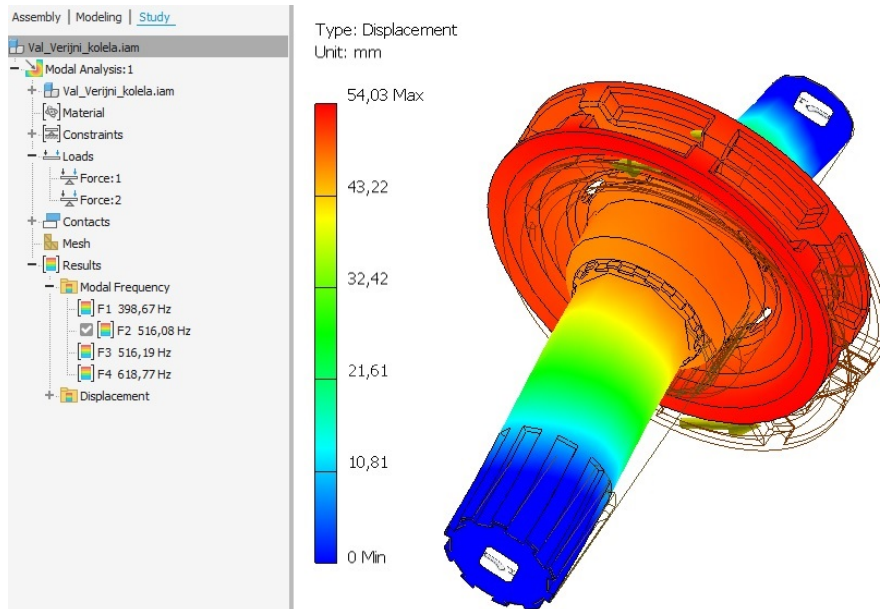 Assembly | Modeling | Study
Val_Verijni_kolela.iam
Modal Analysis:1
Val_Verijni_kolela.iam
Material
Constraints
Loads
Force:1
Force:2
Contacts
Mesh
Results
Modal Frequency
F1 398,67 Hz
F2 516,08 Hz
F3 516,19 Hz
F4 618,77 Hz
Displacement
Type: Displacement
Unit: mm
54,03 Max
43,22
32,42
21,61
10,81
0 Min